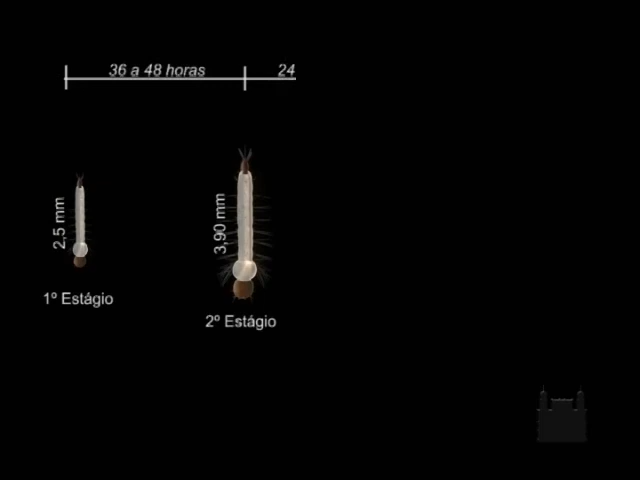 36 a 48 horas
24
2,5 mm
3,90 mm
1º Estágio
2º Estágio